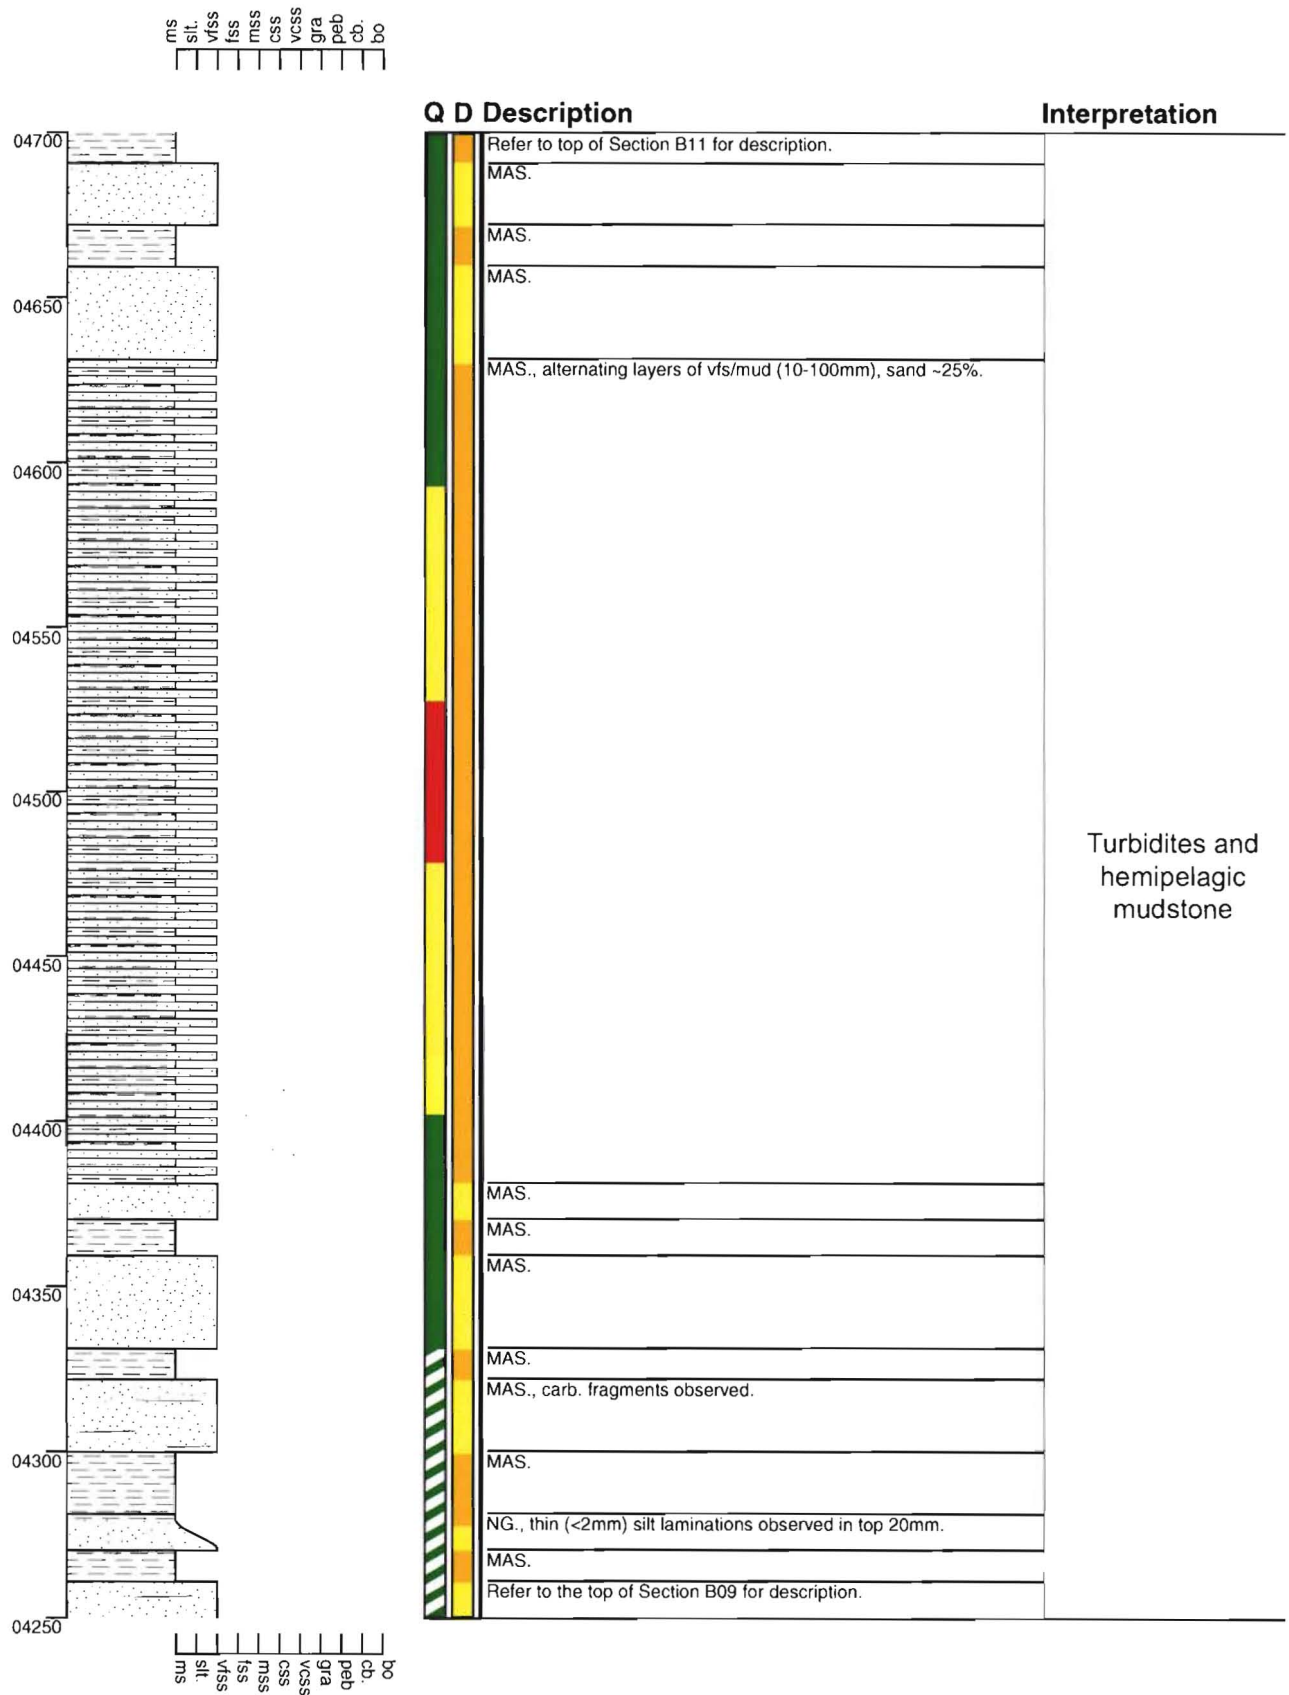 ms slt. vfss fss mss css vcss gra peb cb. bo
Q D Description Interpretation
04700
Refer to top of Section B11 for description.
MAS.
MAS.
MAS.
04650
MAS., alternating layers of vfs/mud (10-100mm), sand ~25%.
04600
04550
04500
Turbidites and
hemipelagic
mudstone
04450
04400
MAS.
MAS.
MAS.
04350
MAS.
MAS., carb. fragments observed.
04300
MAS.
NG., thin (<2mm) silt laminations observed in top 20mm.
MAS.
Refer to the top of Section B09 for description.
04250
ms slt. vfss fss mss css vcss gra peb cb. bo